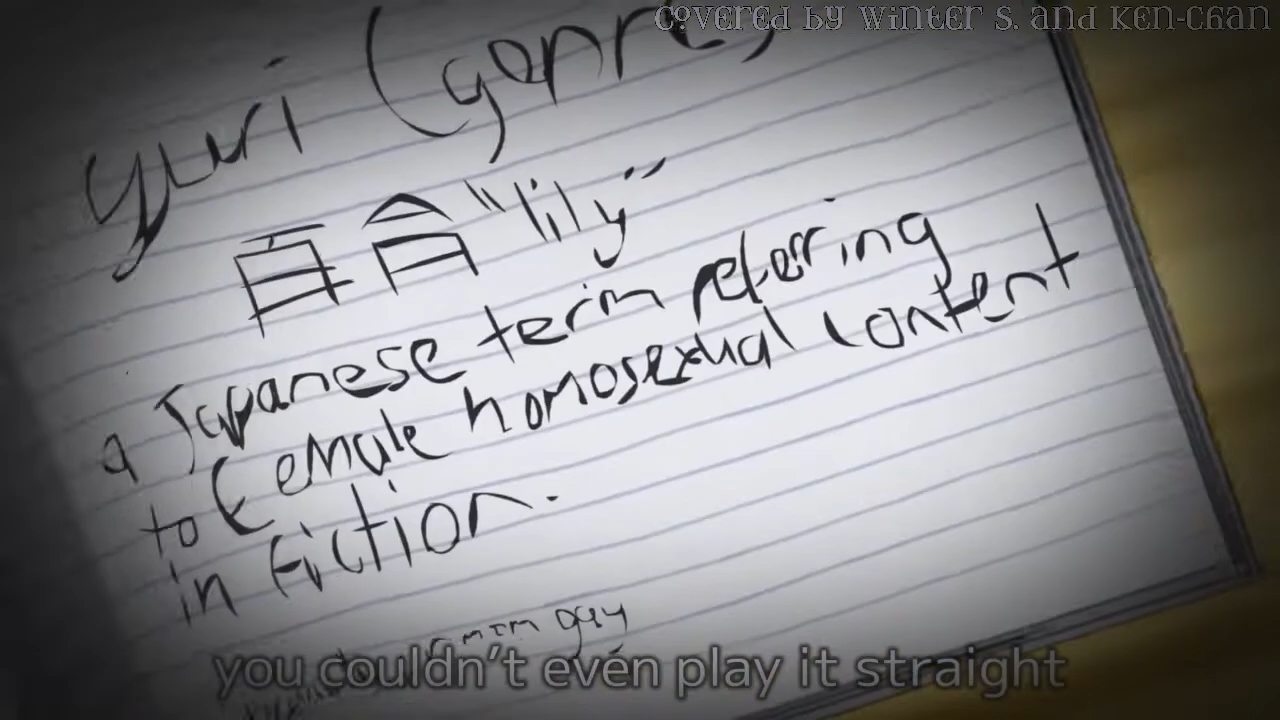 covered by Winter S. and Ken-Chan
yuri (genre)
百合 "lily"
a Japanese term referring
to female homosexual content
in fiction.
gay
you couldn't even play it straight